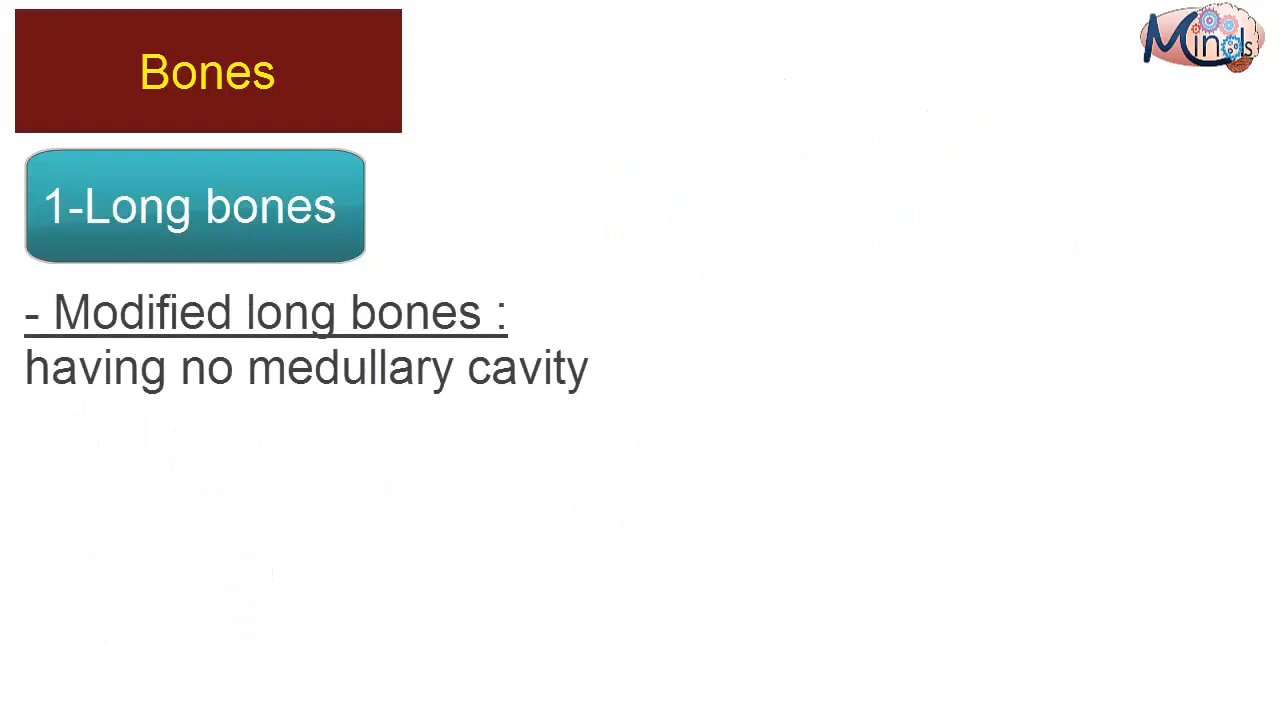 Bones
Minds
1-Long bones
- Modified long bones :
having no medullary cavity